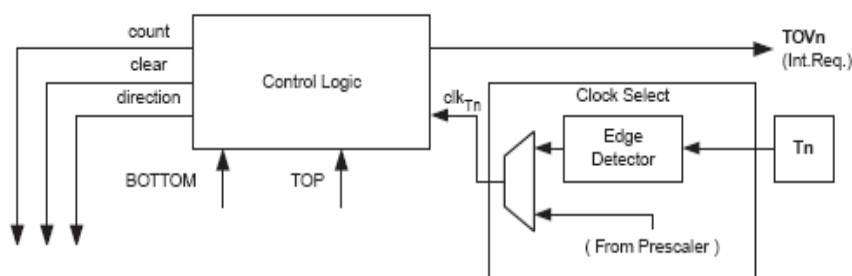 count
clear
direction
Control Logic
BOTTOM
TOP
clkTn
TOVn
(Int.Req.)
Clock Select
Edge
Detector
Tn
( From Prescaler )